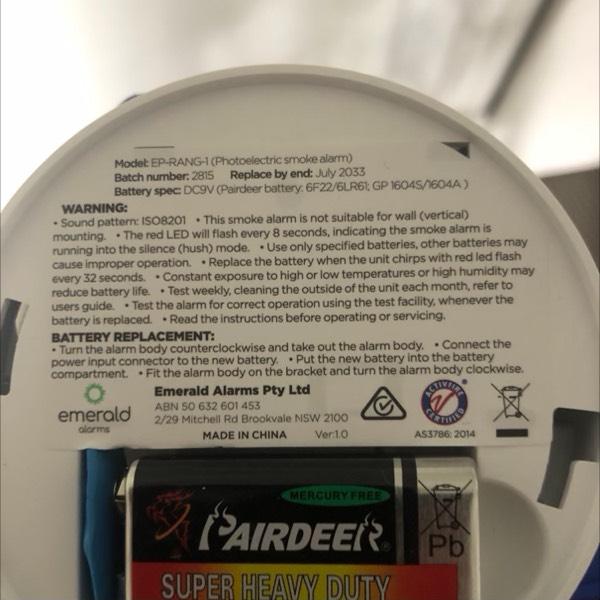 Model: EP-RANG-1 (Photoelectric smoke alarm)
Batch number: 2815 Replace by end: July 2033
Battery spec: DC9V (Pairdeer battery: 6F22/6LR61; GP 1604S/1604A )
WARNING:
• Sound pattern: ISO8201 • This smoke alarm is not suitable for wall (vertical)
mounting. • The red LED will flash every 8 seconds, indicating the smoke alarm is
running into the silence (hush) mode. • Use only specified batteries, other batteries may
cause improper operation. • Replace the battery when the unit chirps with red led flash
every 32 seconds. • Constant exposure to high or low temperatures or high humidity may
reduce battery life. • Test weekly, cleaning the outside of the unit each month, refer to
users guide. • Test the alarm for correct operation using the test facility, whenever the
battery is replaced. • Read the instructions before operating or servicing.
BATTERY REPLACEMENT:
• Turn the alarm body counterclockwise and take out the alarm body. • Connect the
power input connector to the new battery. • Put the new battery into the battery
compartment. • Fit the alarm body on the bracket and turn the alarm body clockwise.
emerald
alarms
Emerald Alarms Pty Ltd
ABN 50 632 601 453
2/29 Mitchell Rd Brookvale NSW 2100
MADE IN CHINA Ver:1.0
ACTIVFIRE
CERTIFIED
AS3786: 2014
MERCURY FREE
PAIRDEER®
Pb
SUPER HEAVY DUTY